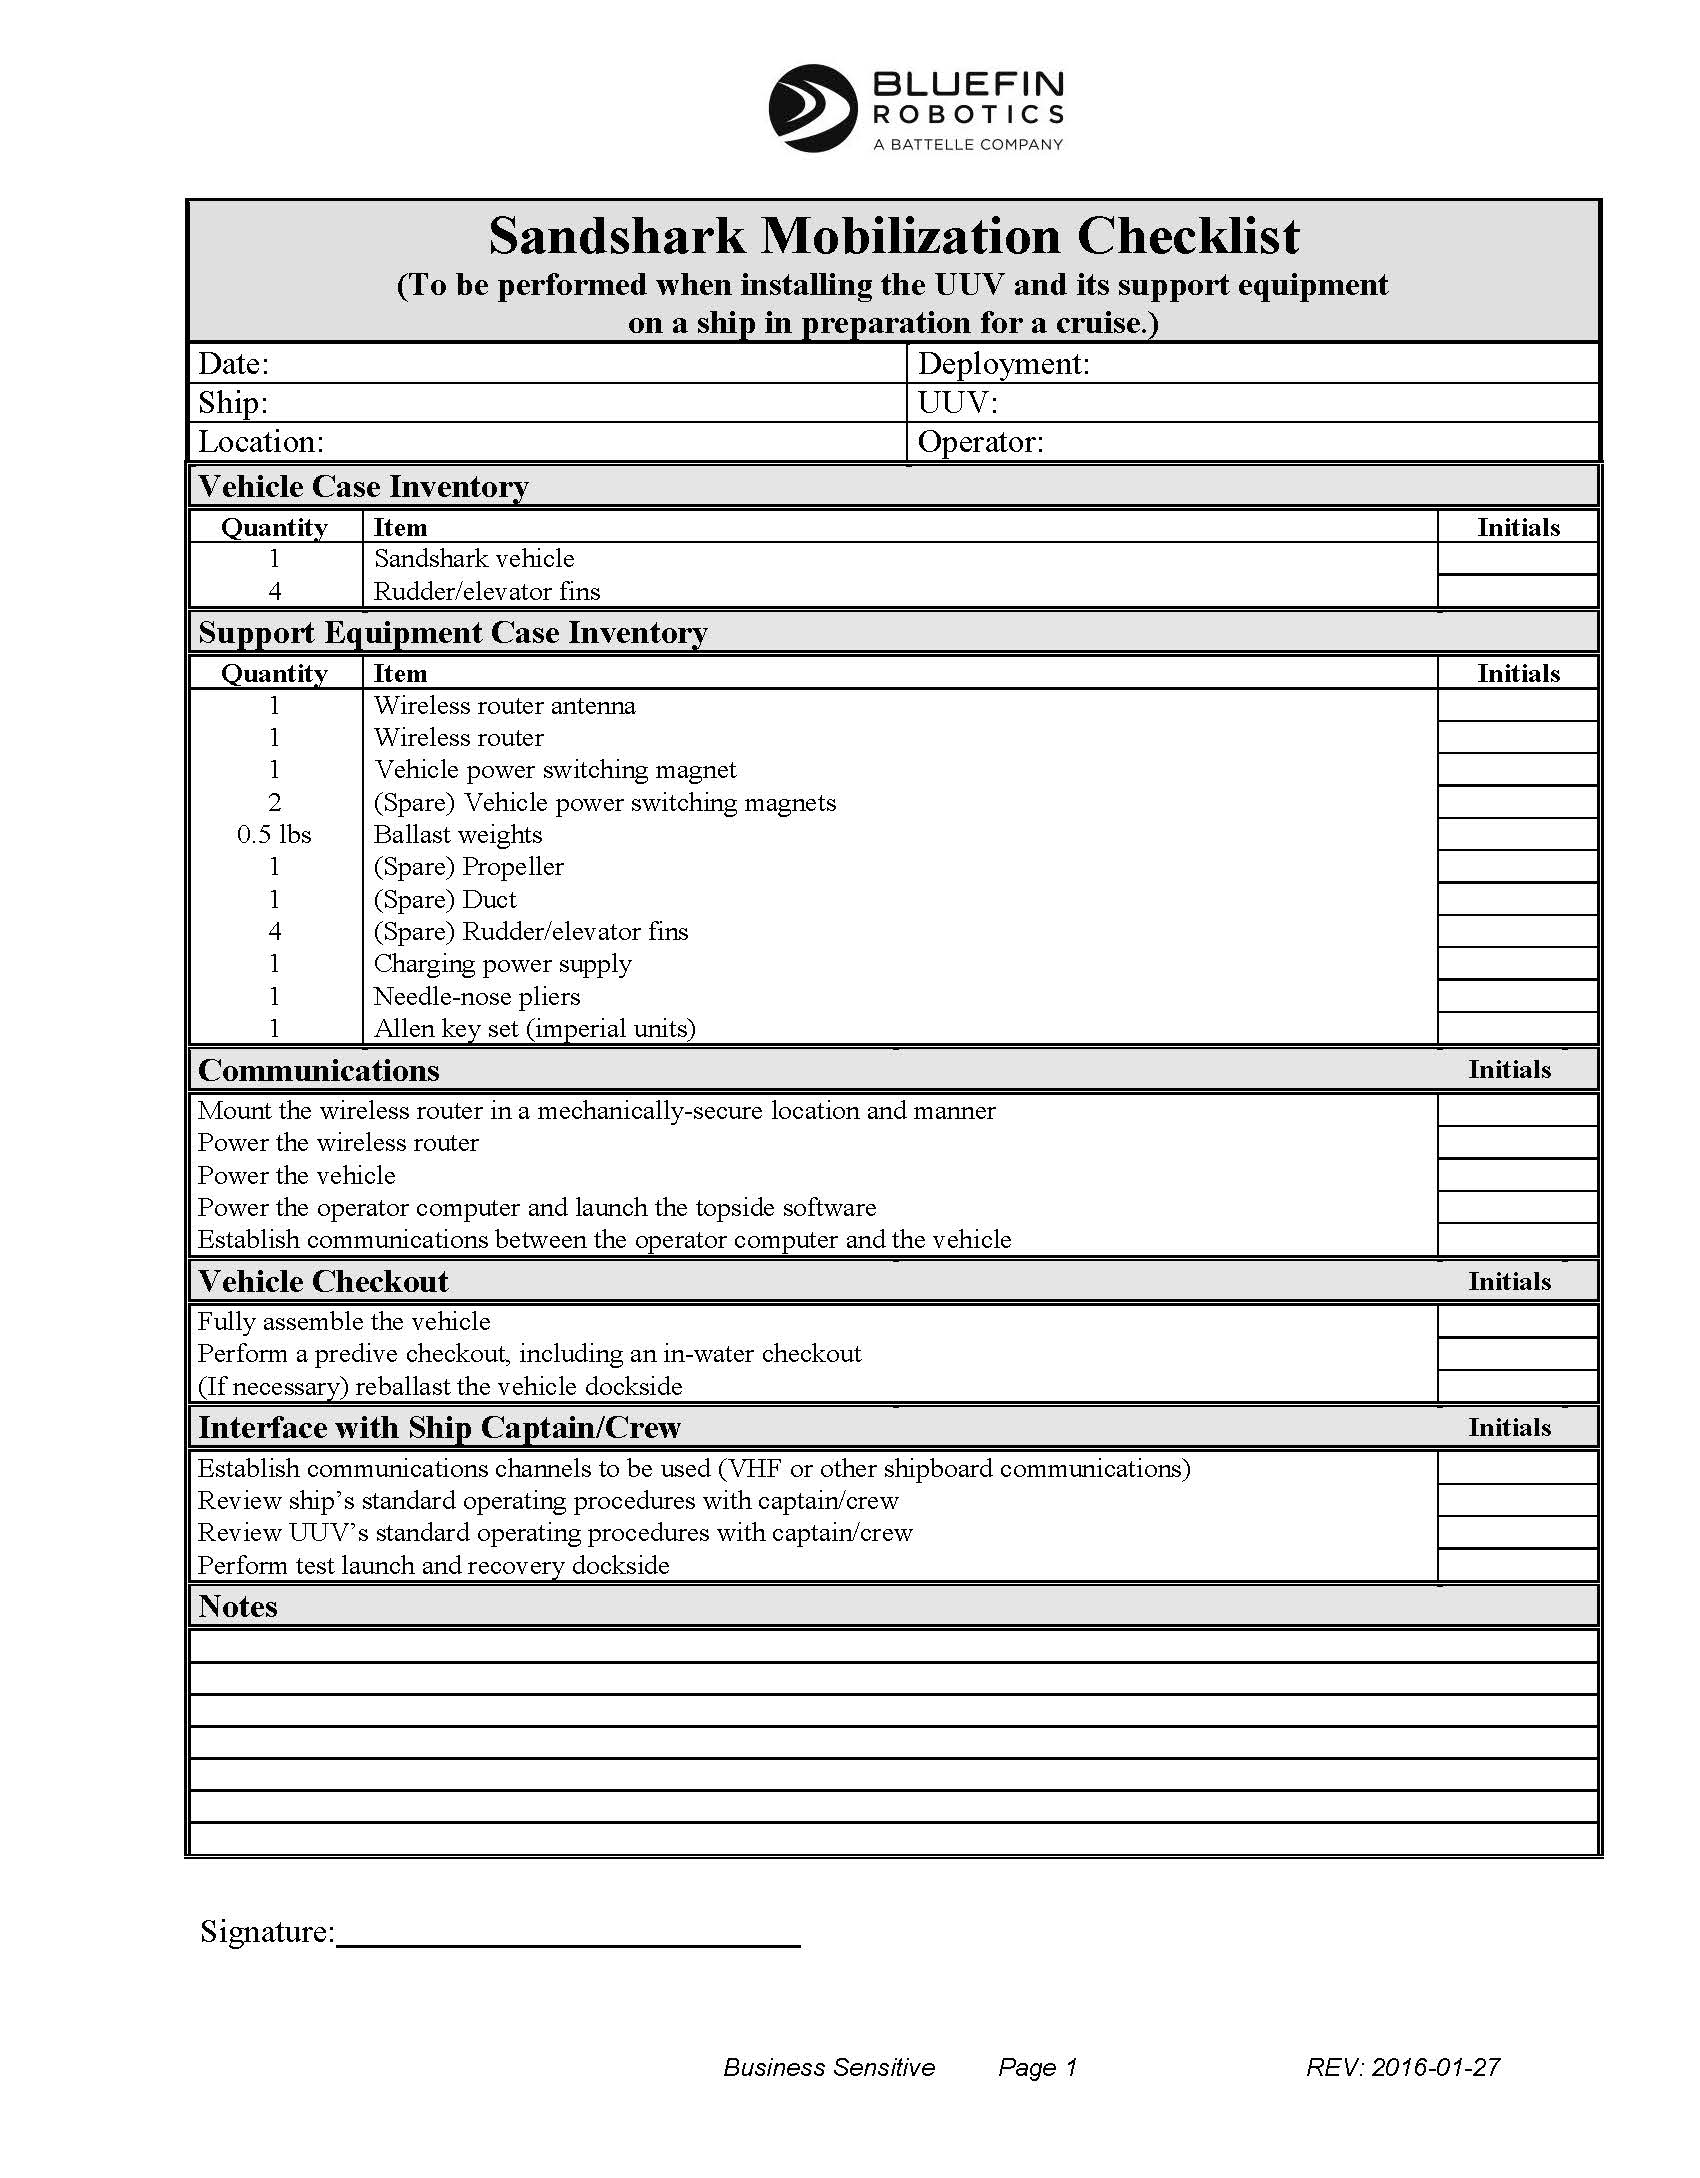 BLUEFIN
ROBOTICS
A BATTELLE COMPANY
Sandshark Mobilization Checklist
(To be performed when installing the UUV and its support equipment
on a ship in preparation for a cruise.)
Date: Deployment:
Ship: UUV:
Location: Operator:
Vehicle Case Inventory
Quantity Item Initials
1 Sandshark vehicle
4 Rudder/elevator fins
Support Equipment Case Inventory
Quantity Item Initials
1 Wireless router antenna
1 Wireless router
1 Vehicle power switching magnet
2 (Spare) Vehicle power switching magnets
0.5 lbs Ballast weights
1 (Spare) Propeller
1 (Spare) Duct
4 (Spare) Rudder/elevator fins
1 Charging power supply
1 Needle-nose pliers
1 Allen key set (imperial units)
Communications Initials
Mount the wireless router in a mechanically-secure location and manner
Power the wireless router
Power the vehicle
Power the operator computer and launch the topside software
Establish communications between the operator computer and the vehicle
Vehicle Checkout Initials
Fully assemble the vehicle
Perform a predive checkout, including an in-water checkout
(If necessary) reballast the vehicle dockside
Interface with Ship Captain/Crew Initials
Establish communications channels to be used (VHF or other shipboard communications)
Review ship’s standard operating procedures with captain/crew
Review UUV’s standard operating procedures with captain/crew
Perform test launch and recovery dockside
Notes
Signature:
Business Sensitive Page 1 REV: 2016-01-27